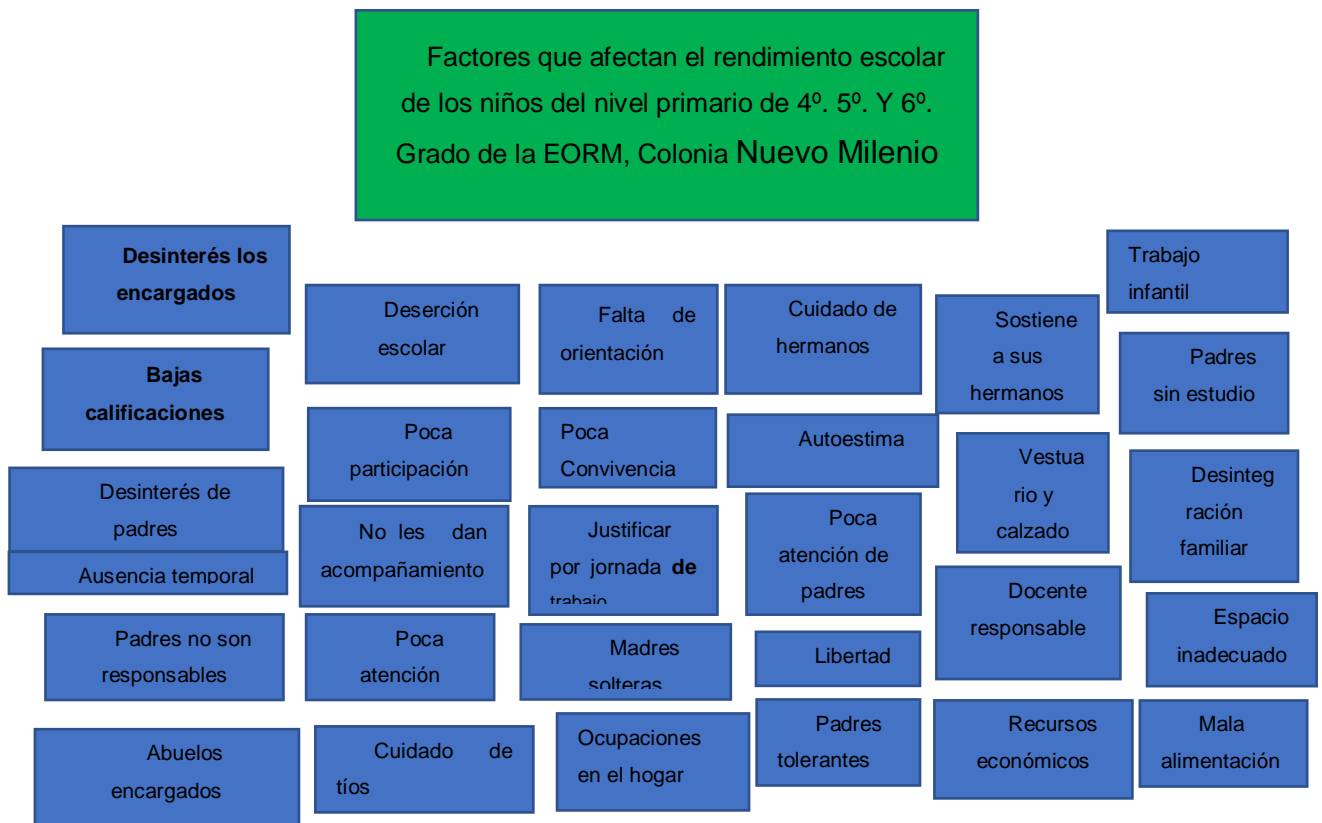 Factores que afectan el rendimiento escolar
de los niños del nivel primario de 4º. 5º. Y 6º.
Grado de la EORM, Colonia Nuevo Milenio
Desinterés los
encargados
Bajas
calificaciones
Desinterés de
padres
Ausencia temporal
Padres no son
responsables
Abuelos
encargados
Deserción
escolar
Poca
participación
No les dan
acompañamiento
Poca
atención
Cuidado de
tíos
Falta de
orientación
Poca
Convivencia
Justificar
por jornada de
trabajo
Madres
solteras
Ocupaciones
en el hogar
Cuidado de
hermanos
Autoestima
Poca
atención de
padres
Libertad
Padres
tolerantes
Sostiene
a sus
hermanos
Vestua
rio y
calzado
Docente
responsable
Recursos
económicos
Trabajo
infantil
Padres
sin estudio
Desinteg
ración
familiar
Espacio
inadecuado
Mala
alimentación